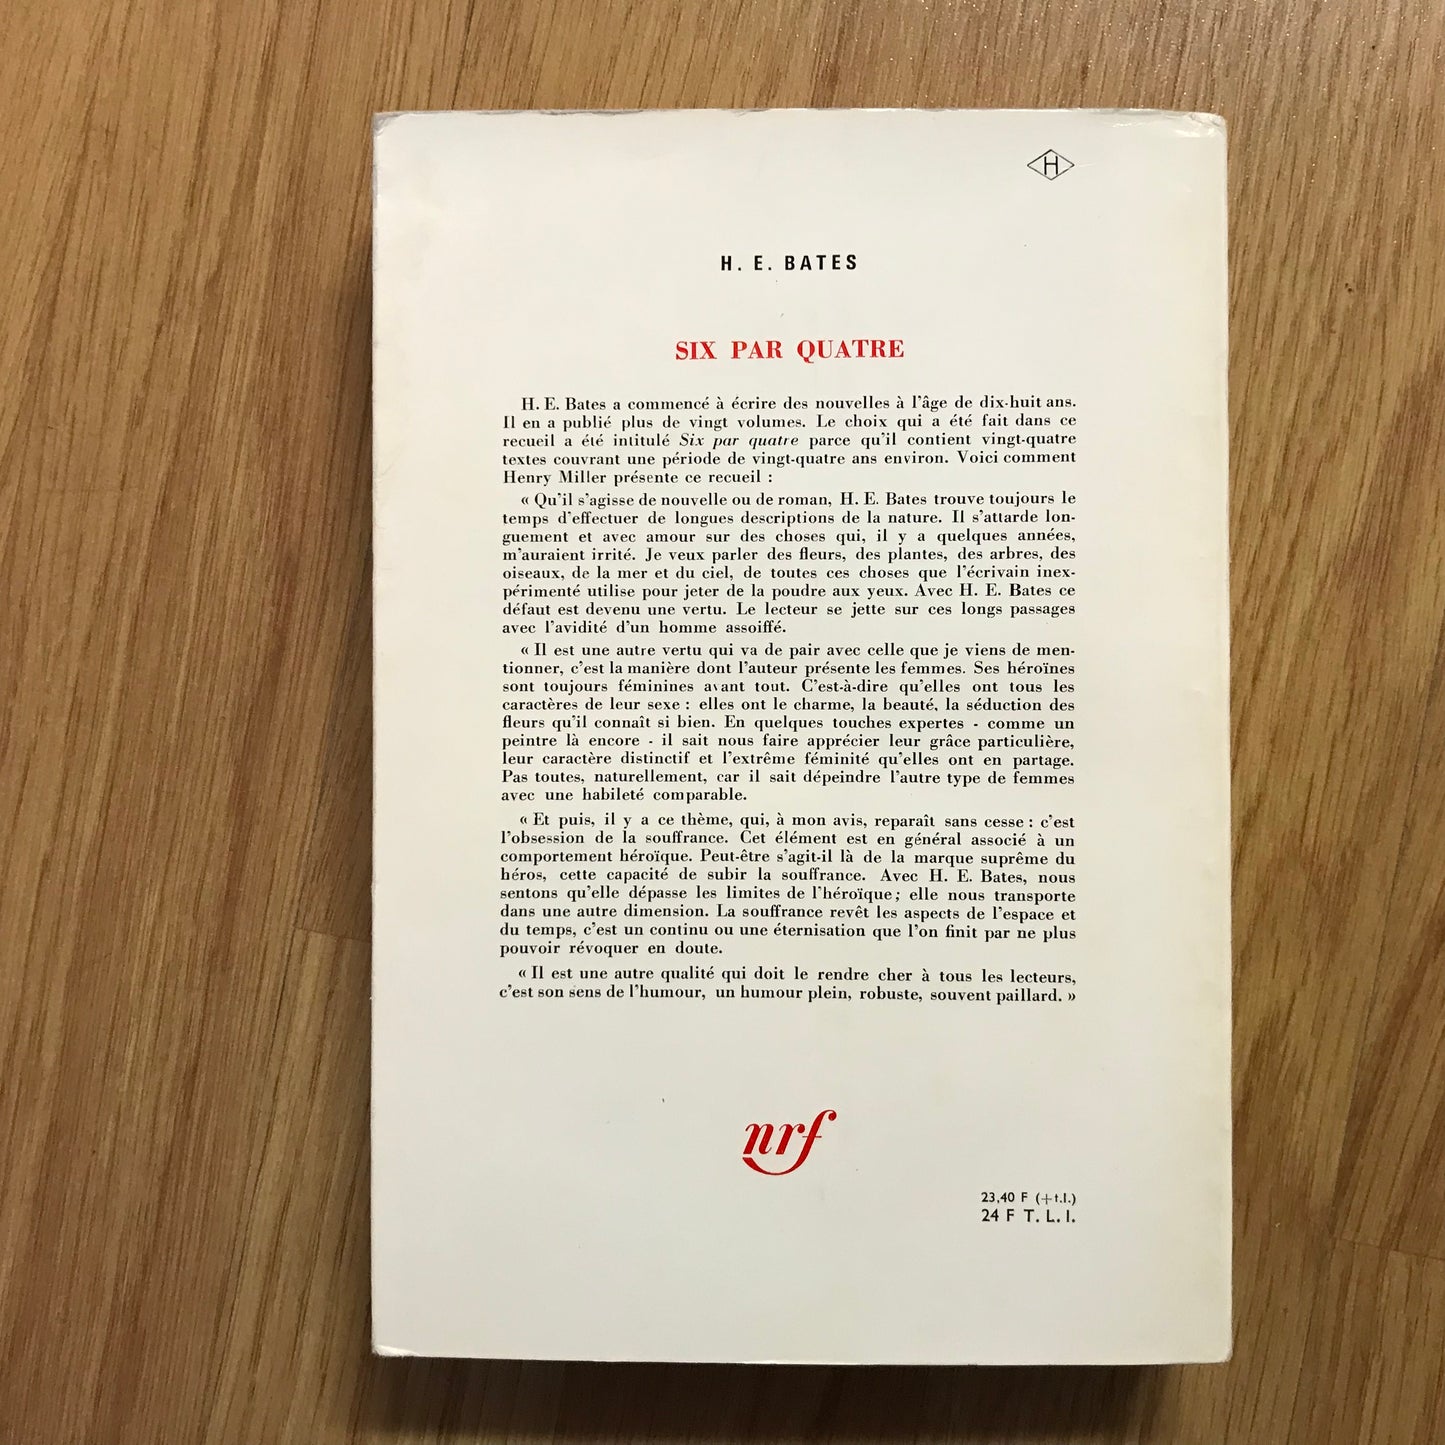 H
H. E. BATES
SIX PAR QUATRE
H. E. Bates a commencé à écrire des nouvelles à l'âge de dix-huit ans.
Il en a publié plus de vingt volumes. Le choix qui a été fait dans ce
recueil a été intitulé Six par quatre parce qu'il contient vingt-quatre
textes couvrant une période de vingt-quatre ans environ. Voici comment
Henry Miller présente ce recueil :
« Qu'il s'agisse de nouvelle ou de roman, H. E. Bates trouve toujours le
temps d'effectuer de longues descriptions de la nature. Il s'attarde lon-
guement et avec amour sur des choses qui, il y a quelques années,
m'auraient irrité. Je veux parler des fleurs, des plantes, des arbres, des
oiseaux, de la mer et du ciel, de toutes ces choses que l'écrivain inex-
périmenté utilise pour jeter de la poudre aux yeux. Avec H. E. Bates ce
défaut est devenu une vertu. Le lecteur se jette sur ces longs passages
avec l'avidité d'un homme assoiffé.
« Il est une autre vertu qui va de pair avec celle que je viens de men-
tionner, c'est la manière dont l'auteur présente les femmes. Ses héroïnes
sont toujours féminines avant tout. C'est-à-dire qu'elles ont tous les
caractères de leur sexe : elles ont le charme, la beauté, la séduction des
fleurs qu'il connaît si bien. En quelques touches expertes - comme un
peintre là encore - il sait nous faire apprécier leur grâce particulière,
leur caractère distinctif et l'extrême féminité qu'elles ont en partage.
Pas toutes, naturellement, car il sait dépeindre l'autre type de femmes
avec une habileté comparable.
« Et puis, il y a ce thème, qui, à mon avis, reparaît sans cesse : c'est
l'obsession de la souffrance. Cet élément est en général associé à un
comportement héroïque. Peut-être s'agit-il là de la marque suprême du
héros, cette capacité de subir la souffrance. Avec H. E. Bates, nous
sentons qu'elle dépasse les limites de l'héroïque ; elle nous transporte
dans une autre dimension. La souffrance revêt les aspects de l'espace et
du temps, c'est un continu ou une éternisation que l'on finit par ne plus
pouvoir révoquer en doute.
« Il est une autre qualité qui doit le rendre cher à tous les lecteurs,
c'est son sens de l'humour, un humour plein, robuste, souvent paillard. »
nrf
23,40 F (+t.l.)
24 F T. L. I.